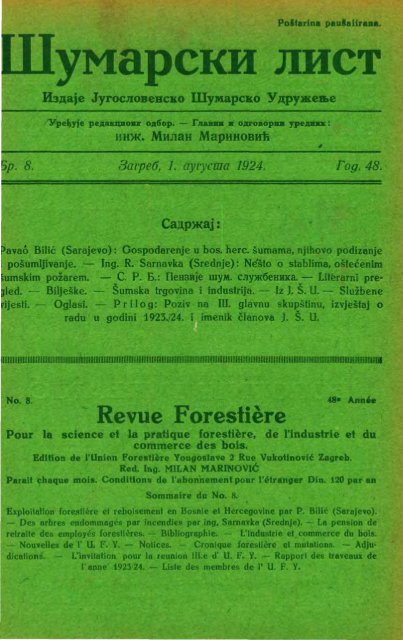 Poštarina paušalirana.
Шумарски лист
Издаје Југословенско Шумарско Удружење
Уређује редакциони одбор. — Главни и одговорни уредник:
инж. Милан Мариновић
Бр. 8. Загреб, 1. августа 1924. Год. 48.
Садржај:
Pavao Bilić (Sarajevo): Gospodarenje u bos. herc. šumama, njihovo podizanje
i pošumljivanje. — Ing. R. Sarnavka (Srednje): Nešto o stablima, oštećenim
šumskim požarem. — С. Р. Б.: Пензије шум. службеника. — Literarni pre-
gled. — Bilješke. — Šumska trgovina i industrija. — Iz J. Š. U. — Službene
vijesti. — Oglasi. — Prilog: Poziv na III. glavnu skupštinu, izvještaj o
radu u godini 1923./24. i imenik članova J. Š. U.
No. 8. 48e Année
Revue Forestière
Pour la science et la pratique forestière, de l'industrie et du
commerce des bois.
Edition de l'Union Forestière Yougoslave 2 Rue Vukotinović Zagreb.
Red. Ing. MILAN MARINOVIĆ
Parait chaque mois. Conditions de l'abonnement pour l'étranger Din. 120 par an
Sommaire du No. 8.
Exploitation forestière et reboisement en Bosnie et Hercegovine par P. Bilić (Sarajevo).
— Des arbres endommagés par incendies par ing, Sarnavka (Srednje). — La pension de
retraite des employés forestières. — Bibliographie. — L'industrie et commerce du bois.
— Nouvelles de l' U. F. Y. — Notices. — Cronique forestière et mutations. — Adju-
dications. — L'invitation pour la reunion III.e d' U. F. Y. — Rapport des traveaux de
l'anne 1923/24. — Liste des membres de l' U. F. Y.